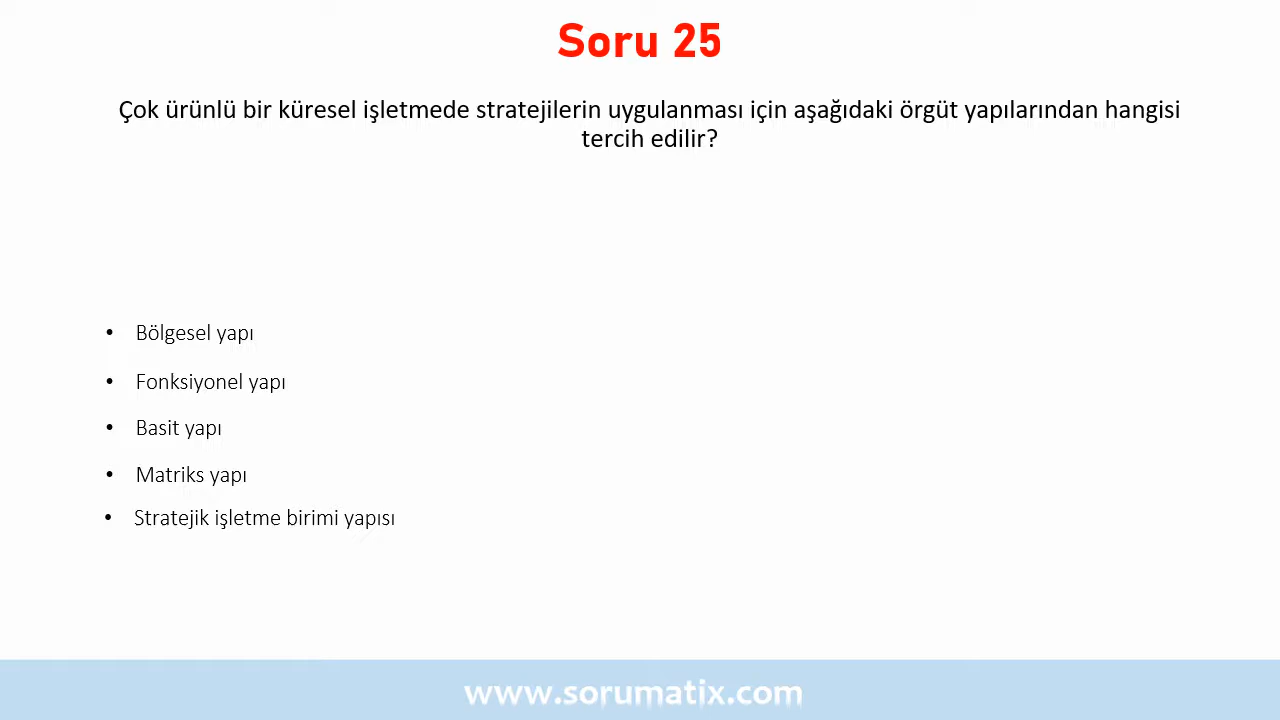 Soru 25
Çok ürünlü bir küresel işletmede stratejilerin uygulanması için aşağıdaki örgüt yapılarından hangisi
tercih edilir?
• Bölgesel yapı
• Fonksiyonel yapı
• Basit yapı
• Matriks yapı
• Stratejik işletme birimi yapısı
www.sorumatix.com